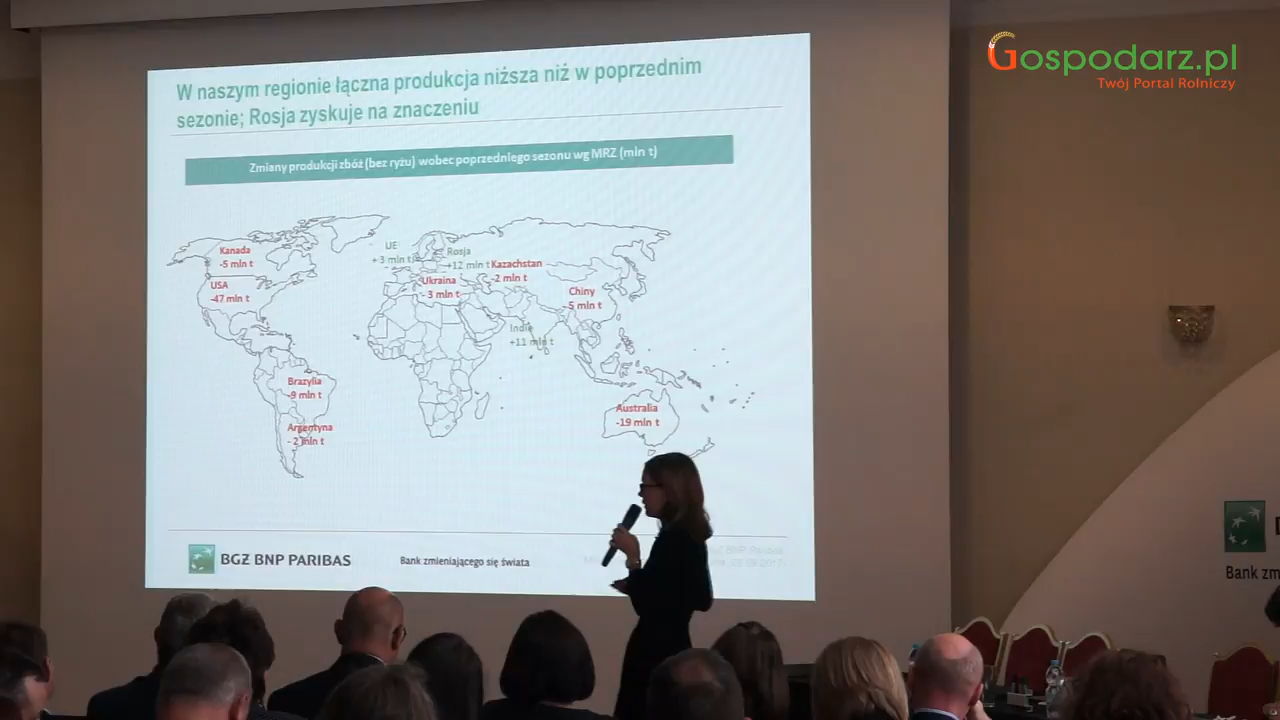 Gospodarz.pl
Twój Portal Rolniczy
W naszym regionie łączna produkcja niższa niż w poprzednim
sezonie; Rosja zyskuje na znaczeniu
Zmiany produkcji zbóż (bez ryżu) wobec poprzedniego sezonu wg MRZ (mln t)
Kanada
-5 mln t
USA
-47 mln t
UE
+ 3 mln t
Rosja
+12 mln t
Ukraina
- 3 mln t
Kazachstan
-2 mln t
Chiny
-5 mln t
Indie
+11 mln t
Brazylia
-9 mln t
Argentyna
- 2 mln t
Australia
-19 mln t
BGŻ BNP PARIBAS
Bank zmieniającego się świata
BGŻ BNP Paribas
Bank zm